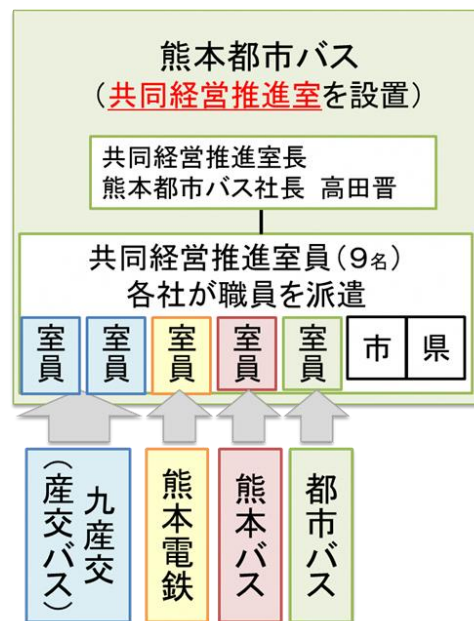 熊本都市バス
（共同経営推進室を設置）
共同経営推進室長
熊本都市バス社長 高田晋
共同経営推進室員（9名）
各社が職員を派遣
室員
室員
室員
室員
室員
市
県
九産交
（産交バス）
熊本電鉄
熊本バス
都市バス